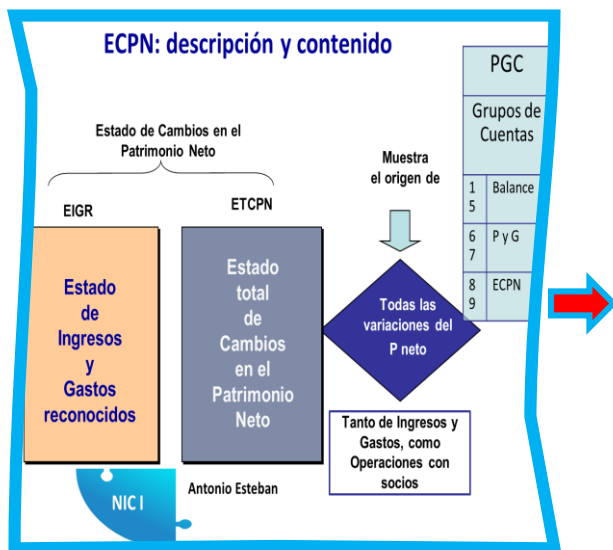 ECPN: descripción y contenido
Estado de Cambios en el
Patrimonio Neto
EIGR
ETCPN
Estado
de
Ingresos
y
Gastos
reconocidos
Estado
total
de
Cambios
en el
Patrimonio
Neto
Muestra
el origen de
Todas las
variaciones del
P neto
Tanto de Ingresos y
Gastos, como
Operaciones con
socios
PGC
Grupos de
Cuentas
1
5
Balance
6
7
P y G
8
9
ECPN
NIC I
Antonio Esteban